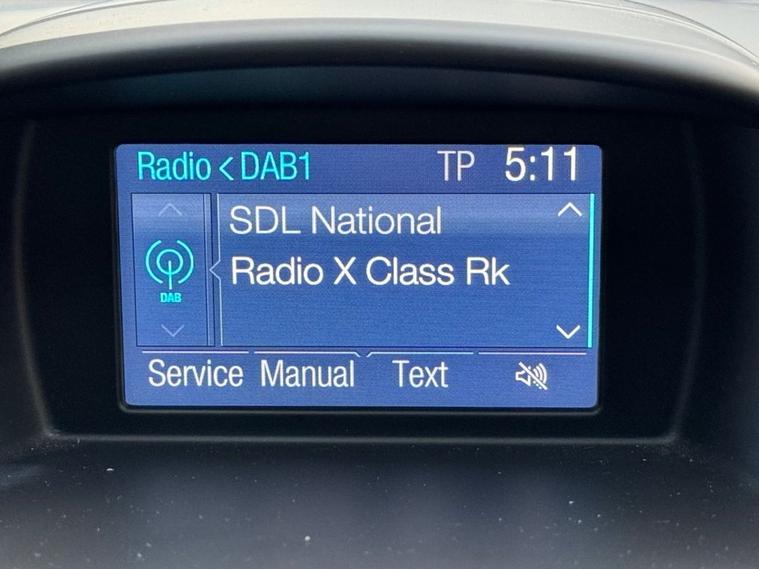 Radio < DAB1 TP 5:11
SDL National
Radio X Class Rk
DAB
Service Manual Text